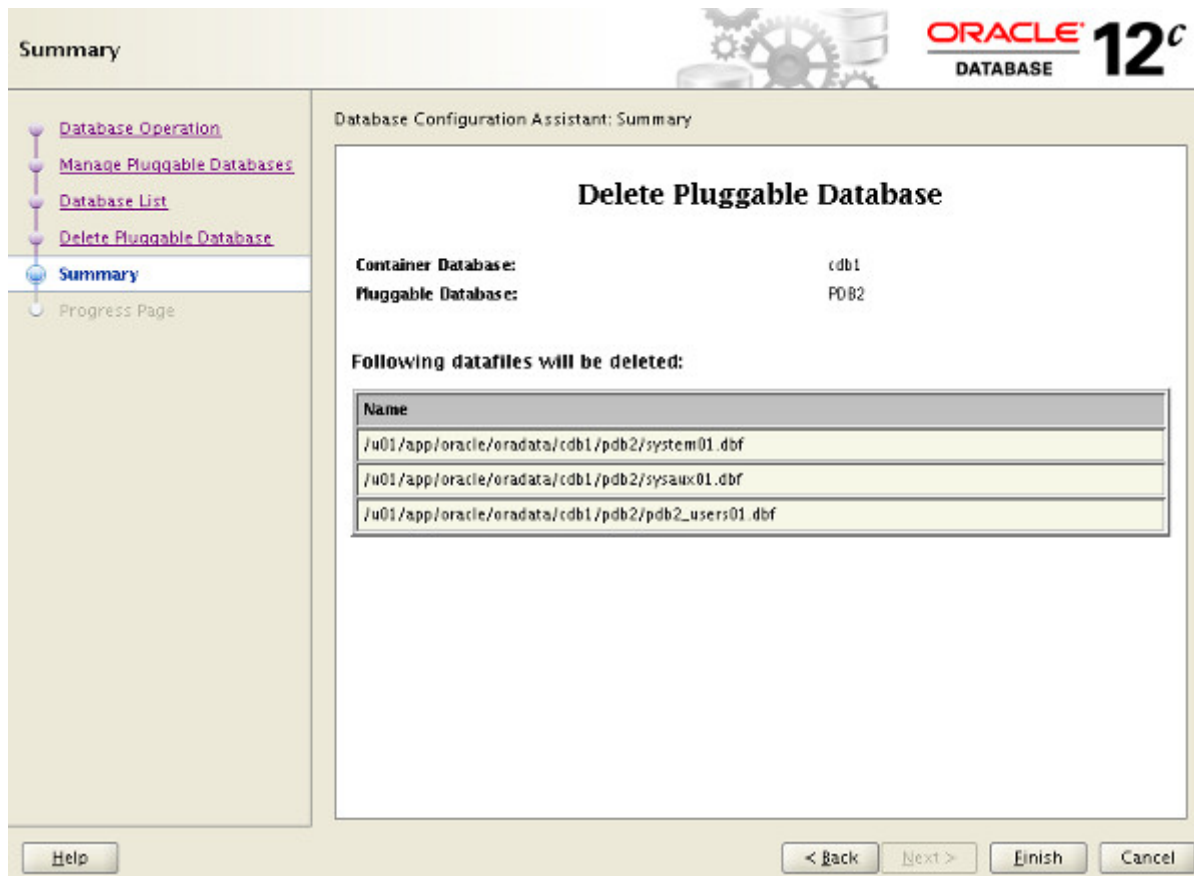 Summary
ORACLE 12c
DATABASE
Database Operation
Manage Pluggable Databases
Database List
Delete Pluggable Database
Summary
Progress Page
Database Configuration Assistant: Summary
Delete Pluggable Database
Container Database: cdb1
Pluggable Database: PDB2
Following datafiles will be deleted:
Name
/u01/app/oracle/oradata/cdb1/pdb2/system01.dbf
/u01/app/oracle/oradata/cdb1/pdb2/sysaux01.dbf
/u01/app/oracle/oradata/cdb1/pdb2/pdb2_users01.dbf
Help < Back Next > Finish Cancel